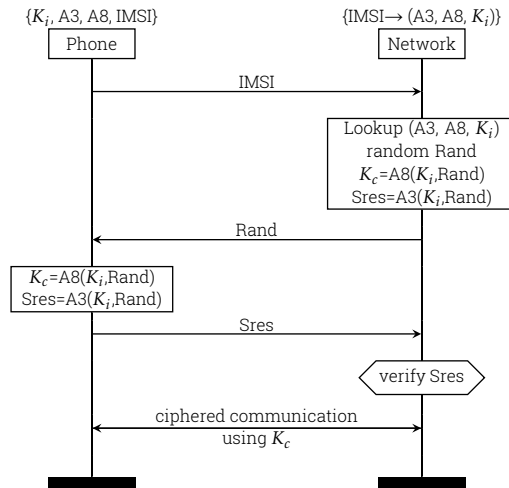 {K_i, A3, A8, IMSI}
{IMSI→ (A3, A8, K_i)}
Phone
Network
IMSI
Lookup (A3, A8, K_i)
random Rand
K_c=A8(K_i,Rand)
Sres=A3(K_i,Rand)
Rand
K_c=A8(K_i,Rand)
Sres=A3(K_i,Rand)
Sres
verify Sres
ciphered communication
using K_c